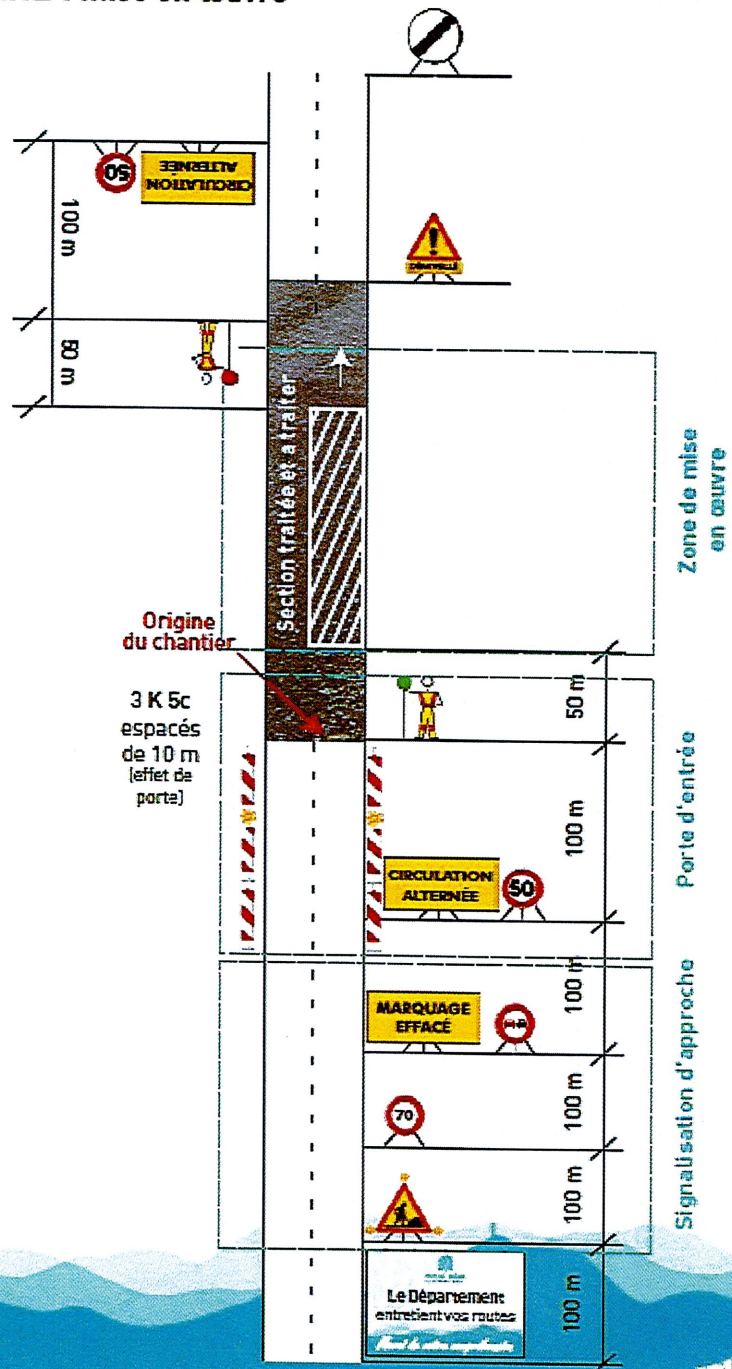 50
CIRCULATION
ALTERNÉE
100 m
50 m
Section traitée et a traiter
Zone de mise
en œuvre
Origine
du chantier
3 K 5c
espacés
de 10 m
(effet de
porte)
50 m
100 m
Porte d'entrée
CIRCULATION
ALTERNÉE
50
100 m
MARQUAGE
EFFACÉ
70
100 m
Signalisation d'approche
100 m
Le Département
entretient vos routes
100 m